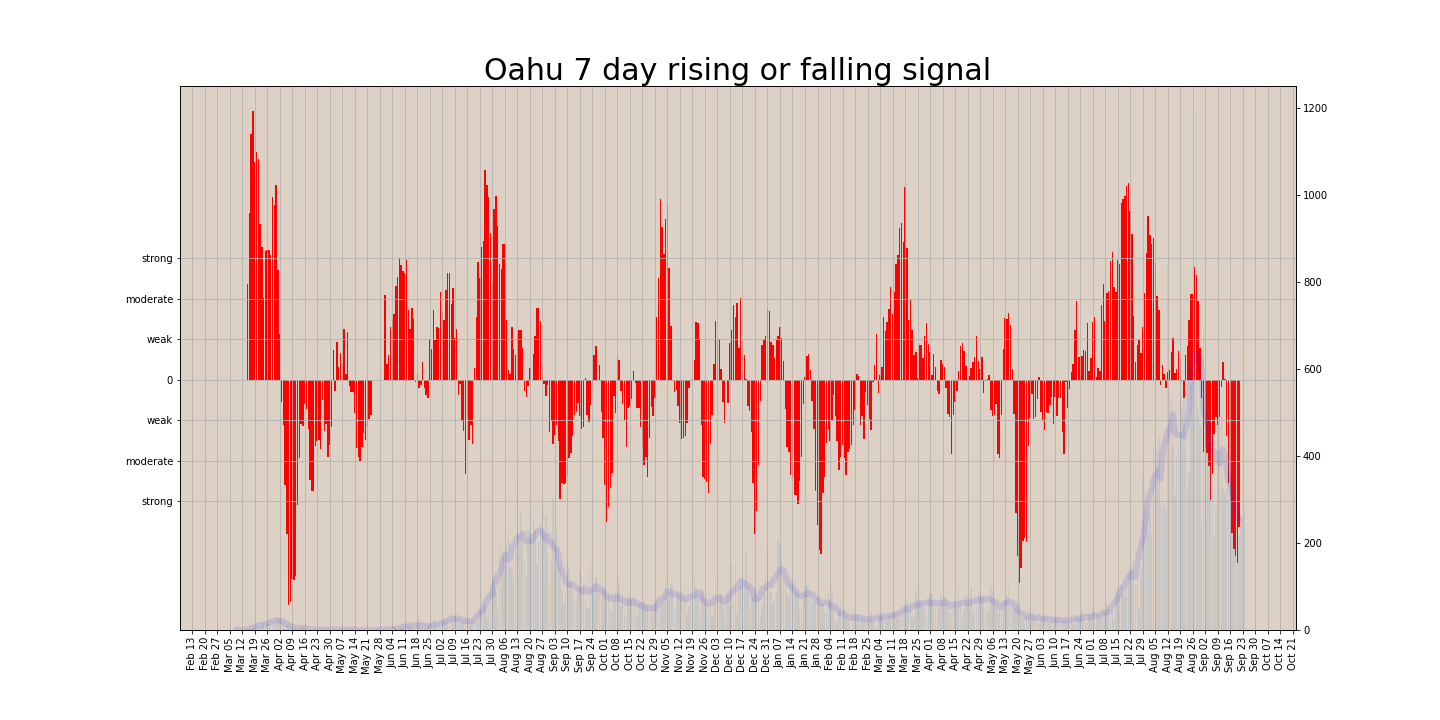 Oahu 7 day rising or falling signal
strong
moderate
weak
0
weak
moderate
strong
1200
1000
800
600
400
200
0
Feb 13
Feb 20
Feb 27
Mar 05
Mar 12
Mar 19
Mar 26
Apr 02
Apr 09
Apr 16
Apr 23
Apr 30
May 07
May 14
May 21
May 28
Jun 04
Jun 11
Jun 18
Jun 25
Jul 02
Jul 09
Jul 16
Jul 23
Jul 30
Aug 06
Aug 13
Aug 20
Aug 27
Sep 03
Sep 10
Sep 17
Sep 24
Oct 01
Oct 08
Oct 15
Oct 22
Oct 29
Nov 05
Nov 12
Nov 19
Nov 26
Dec 03
Dec 10
Dec 17
Dec 24
Dec 31
Jan 07
Jan 14
Jan 21
Jan 28
Feb 04
Feb 11
Feb 18
Feb 25
Mar 04
Mar 11
Mar 18
Mar 25
Apr 01
Apr 08
Apr 15
Apr 22
Apr 29
May 06
May 13
May 20
May 27
Jun 03
Jun 10
Jun 17
Jun 24
Jul 01
Jul 08
Jul 15
Jul 22
Jul 29
Aug 05
Aug 12
Aug 19
Aug 26
Sep 02
Sep 09
Sep 16
Sep 23
Sep 30
Oct 07
Oct 14
Oct 21